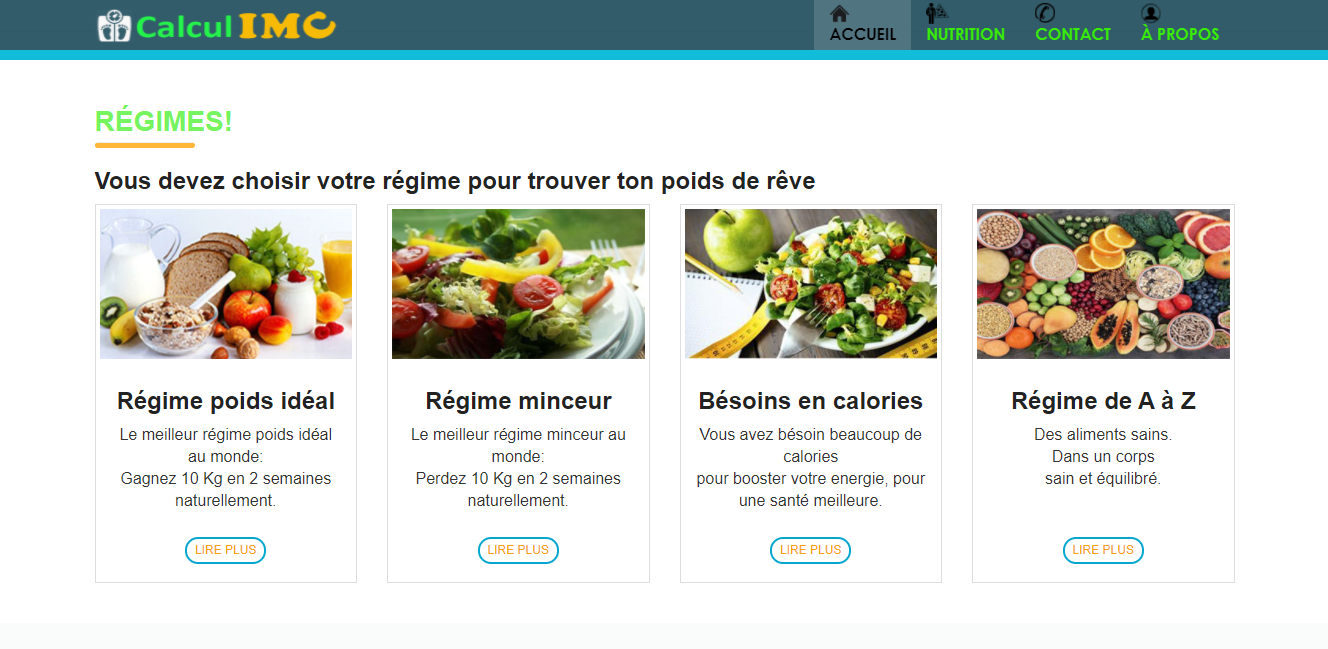 Calcul IMC
ACCUEIL
NUTRITION
CONTACT
À PROPOS
RÉGIMES!
Vous devez choisir votre régime pour trouver ton poids de rêve
Régime poids idéal
Le meilleur régime poids idéal
au monde:
Gagnez 10 Kg en 2 semaines
naturellement.
LIRE PLUS
Régime minceur
Le meilleur régime minceur au
monde:
Perdez 10 Kg en 2 semaines
naturellement.
LIRE PLUS
Bésoins en calories
Vous avez bésoin beaucoup de
calories
pour booster votre energie, pour
une santé meilleure.
LIRE PLUS
Régime de A à Z
Des aliments sains.
Dans un corps
sain et équilibré.
LIRE PLUS